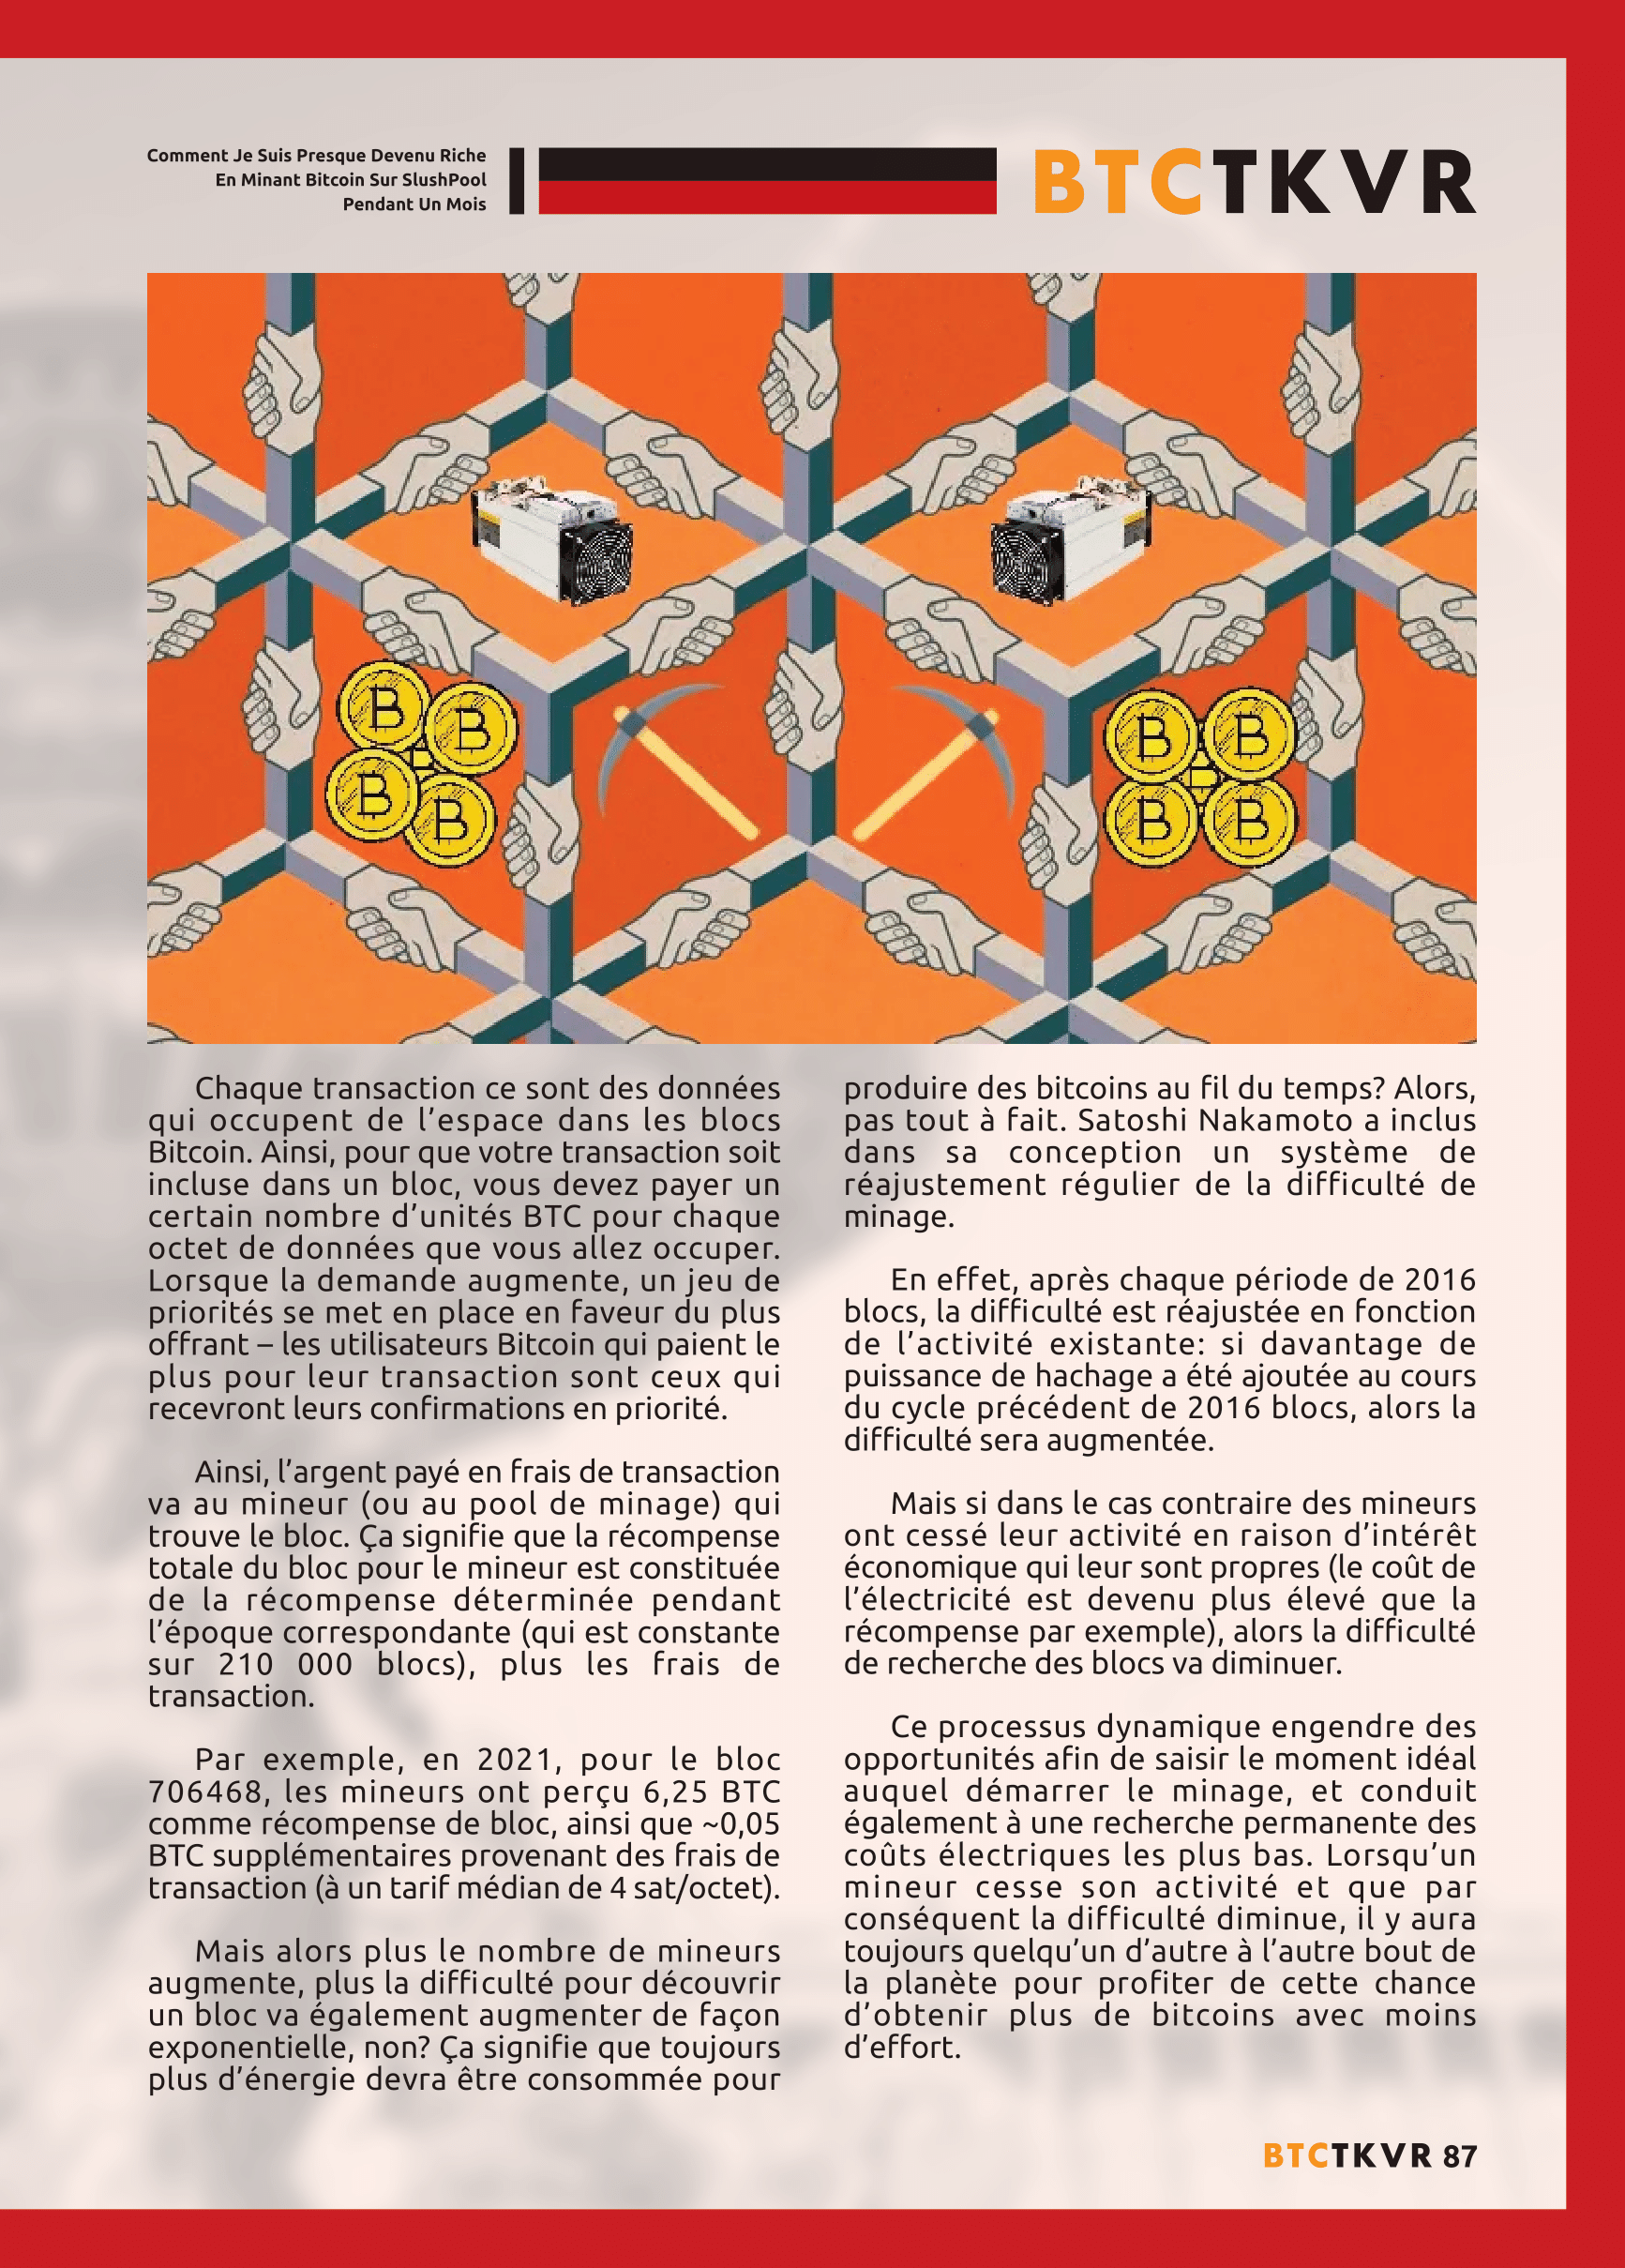 Comment Je Suis Presque Devenu Riche
En Minant Bitcoin Sur SlushPool
Pendant Un Mois
BTCTKVR
Chaque transaction ce sont des données
qui occupent de l’espace dans les blocs
Bitcoin. Ainsi, pour que votre transaction soit
incluse dans un bloc, vous devez payer un
certain nombre d’unités BTC pour chaque
octet de données que vous allez occuper.
Lorsque la demande augmente, un jeu de
priorités se met en place en faveur du plus
offrant – les utilisateurs Bitcoin qui paient le
plus pour leur transaction sont ceux qui
recevront leurs confirmations en priorité.
Ainsi, l’argent payé en frais de transaction
va au mineur (ou au pool de minage) qui
trouve le bloc. Ça signifie que la récompense
totale du bloc pour le mineur est constituée
de la récompense déterminée pendant
l’époque correspondante (qui est constante
sur 210 000 blocs), plus les frais de
transaction.
Par exemple, en 2021, pour le bloc
706468, les mineurs ont perçu 6,25 BTC
comme récompense de bloc, ainsi que ~0,05
BTC supplémentaires provenant des frais de
transaction (à un tarif médian de 4 sat/octet).
Mais alors plus le nombre de mineurs
augmente, plus la difficulté pour découvrir
un bloc va également augmenter de façon
exponentielle, non? Ça signifie que toujours
plus d’énergie devra être consommée pour
produire des bitcoins au fil du temps? Alors,
pas tout à fait. Satoshi Nakamoto a inclus
dans sa conception un système de
réajustement régulier de la difficulté de
minage.
En effet, après chaque période de 2016
blocs, la difficulté est réajustée en fonction
de l’activité existante: si davantage de
puissance de hachage a été ajoutée au cours
du cycle précédent de 2016 blocs, alors la
difficulté sera augmentée.
Mais si dans le cas contraire des mineurs
ont cessé leur activité en raison d’intérêt
économique qui leur sont propres (le coût de
l’électricité est devenu plus élevé que la
récompense par exemple), alors la difficulté
de recherche des blocs va diminuer.
Ce processus dynamique engendre des
opportunités afin de saisir le moment idéal
auquel démarrer le minage, et conduit
également à une recherche permanente des
coûts électriques les plus bas. Lorsqu’un
mineur cesse son activité et que par
conséquent la difficulté diminue, il y aura
toujours quelqu’un d’autre à l’autre bout de
la planète pour profiter de cette chance
d’obtenir plus de bitcoins avec moins
d’effort.
BTCTKVR 87